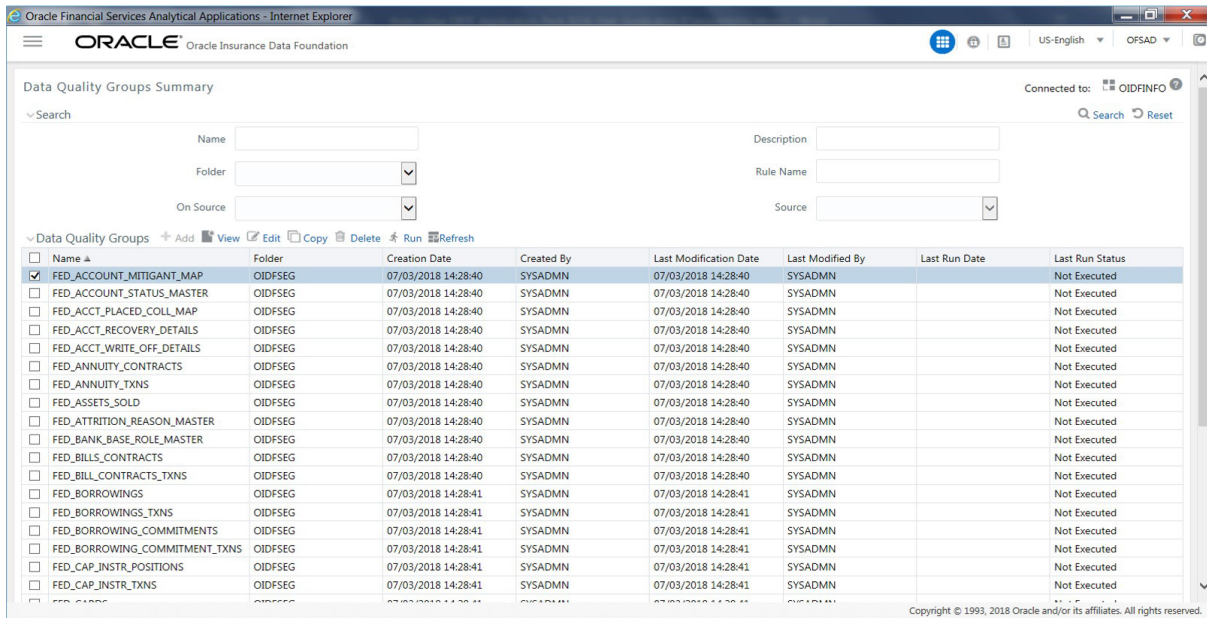 Oracle Financial Services Analytical Applications - Internet Explorer
ORACLE® Oracle Insurance Data Foundation
US-English OFSAD
Data Quality Groups Summary
Connected to: OIDFINFO
Search
Search Reset
Name Description
Folder Rule Name
On Source Source
Data Quality Groups Add View Edit Copy Delete Run Refresh
Name Folder Creation Date Created By Last Modification Date Last Modified By Last Run Date Last Run Status
FED_ACCOUNT_MITIGANT_MAP OIDFSEG 07/03/2018 14:28:40 SYSADMN 07/03/2018 14:28:40 SYSADMN Not Executed
FED_ACCOUNT_STATUS_MASTER OIDFSEG 07/03/2018 14:28:40 SYSADMN 07/03/2018 14:28:40 SYSADMN Not Executed
FED_ACCT_PLACED_COLL_MAP OIDFSEG 07/03/2018 14:28:40 SYSADMN 07/03/2018 14:28:40 SYSADMN Not Executed
FED_ACCT_RECOVERY_DETAILS OIDFSEG 07/03/2018 14:28:40 SYSADMN 07/03/2018 14:28:40 SYSADMN Not Executed
FED_ACCT_WRITE_OFF_DETAILS OIDFSEG 07/03/2018 14:28:40 SYSADMN 07/03/2018 14:28:40 SYSADMN Not Executed
FED_ANNUITY_CONTRACTS OIDFSEG 07/03/2018 14:28:40 SYSADMN 07/03/2018 14:28:40 SYSADMN Not Executed
FED_ANNUITY_TXNS OIDFSEG 07/03/2018 14:28:40 SYSADMN 07/03/2018 14:28:40 SYSADMN Not Executed
FED_ASSETS_SOLD OIDFSEG 07/03/2018 14:28:40 SYSADMN 07/03/2018 14:28:40 SYSADMN Not Executed
FED_ATTRITION_REASON_MASTER OIDFSEG 07/03/2018 14:28:40 SYSADMN 07/03/2018 14:28:40 SYSADMN Not Executed
FED_BANK_BASE_ROLE_MASTER OIDFSEG 07/03/2018 14:28:40 SYSADMN 07/03/2018 14:28:40 SYSADMN Not Executed
FED_BILLS_CONTRACTS OIDFSEG 07/03/2018 14:28:40 SYSADMN 07/03/2018 14:28:40 SYSADMN Not Executed
FED_BILL_CONTRACTS_TXNS OIDFSEG 07/03/2018 14:28:40 SYSADMN 07/03/2018 14:28:40 SYSADMN Not Executed
FED_BORROWINGS OIDFSEG 07/03/2018 14:28:41 SYSADMN 07/03/2018 14:28:41 SYSADMN Not Executed
FED_BORROWINGS_TXNS OIDFSEG 07/03/2018 14:28:41 SYSADMN 07/03/2018 14:28:41 SYSADMN Not Executed
FED_BORROWING_COMMITMENTS OIDFSEG 07/03/2018 14:28:41 SYSADMN 07/03/2018 14:28:41 SYSADMN Not Executed
FED_BORROWING_COMMITMENT_TXNS OIDFSEG 07/03/2018 14:28:41 SYSADMN 07/03/2018 14:28:41 SYSADMN Not Executed
FED_CAP_INSTR_POSITIONS OIDFSEG 07/03/2018 14:28:41 SYSADMN 07/03/2018 14:28:41 SYSADMN Not Executed
FED_CAP_INSTR_TXNS OIDFSEG 07/03/2018 14:28:41 SYSADMN 07/03/2018 14:28:41 SYSADMN Not Executed
Copyright © 1993, 2018 Oracle and/or its affiliates. All rights reserved.